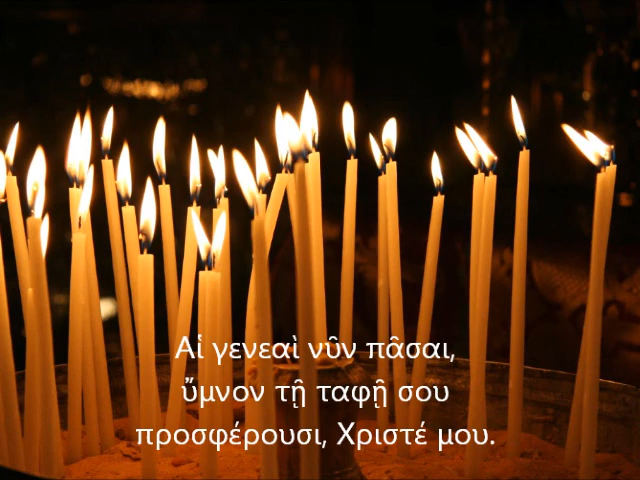 Αἱ γενεαὶ νῦν πᾶσαι,
ὕμνον τῇ ταφῇ σου
προσφέρουσι, Χριστέ μου.